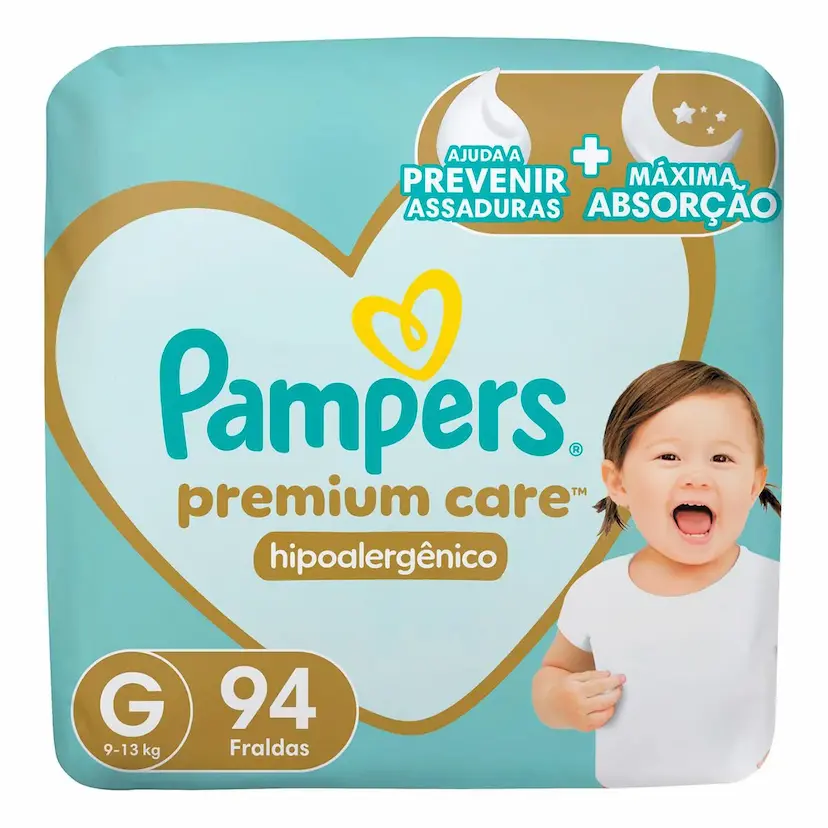 AJUDA A
PREVENIR
ASSADURAS
+
MÁXIMA
ABSORÇÃO
Pampers®
premium care™
hipoalergênico
G
9-13 kg
94
Fraldas